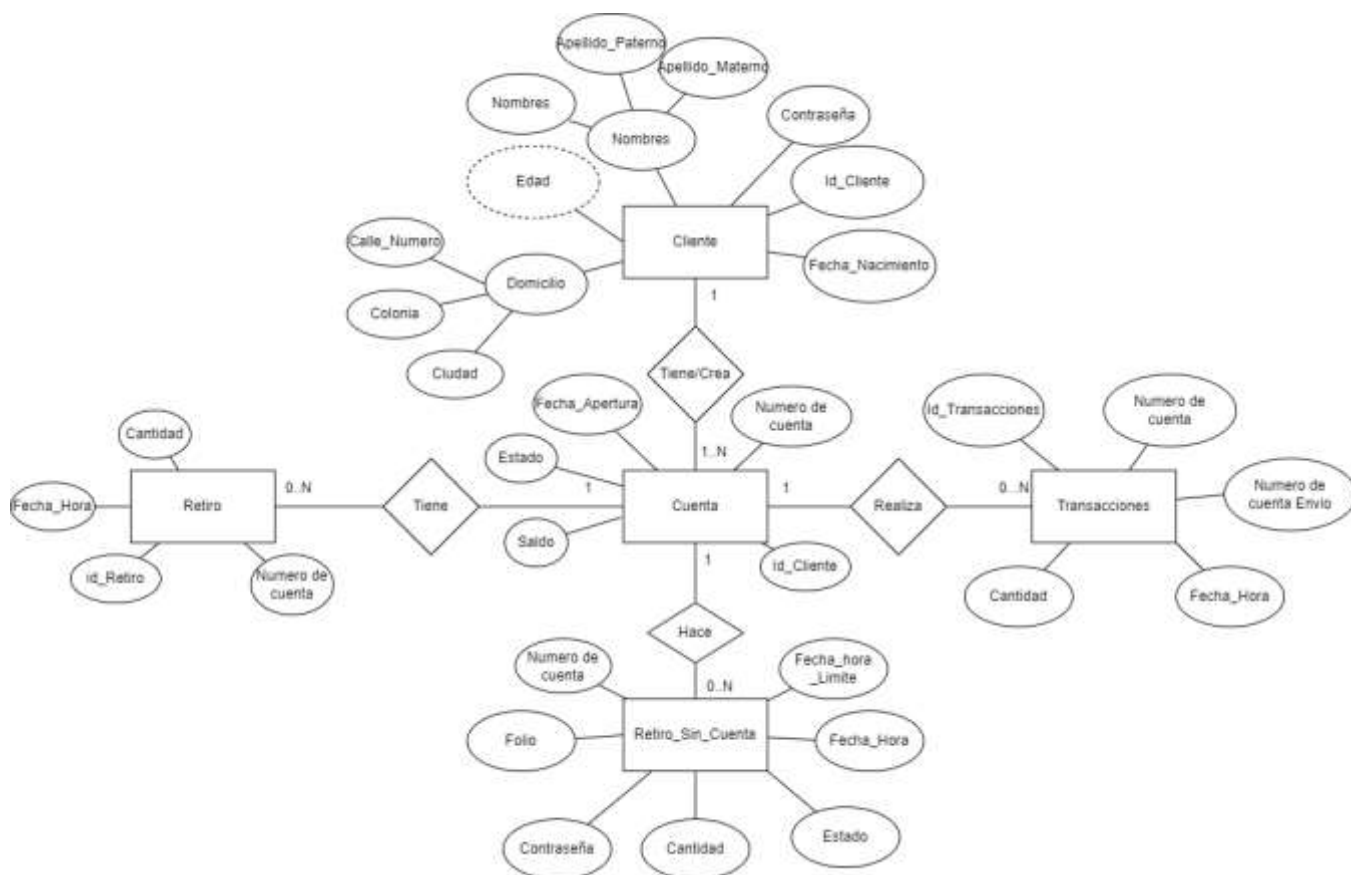 Apellido_Paterno
Apellido_Materno
Nombres
Nombres
Contraseña
Edad
Id_Cliente
Cliente
Calle_Numero
Fecha_Nacimiento
Domicilio
Colonia
1
Ciudad
Tiene/Crea
Fecha_Apertura
Numero de
cuenta
Id_Transacciones
Numero de
cuenta
Cantidad
Estado
1..N
Fecha_Hora
Retiro
0..N
Tiene
1
Cuenta
1
Realiza
0...N
Transacciones
Numero de
cuenta Envio
Saldo
id_Retiro
Numero de
cuenta
1
Id_Cliente
Cantidad
Fecha_Hora
Hace
Numero de
cuenta
0..N
Fecha_hora
_Limite
Folio
Retiro_Sin_Cuenta
Fecha_Hora
Contraseña
Cantidad
Estado